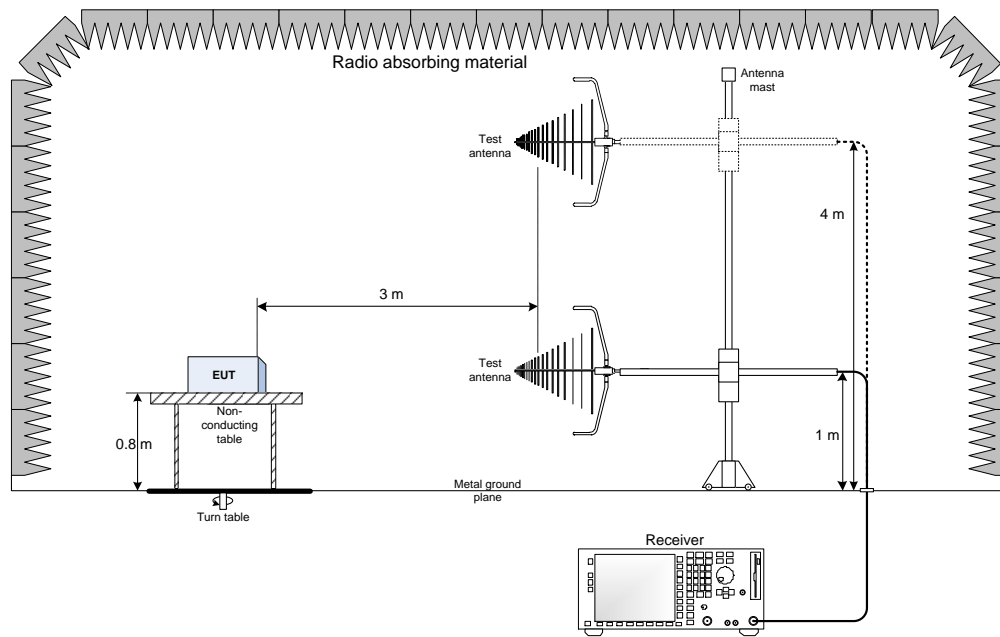 Radio absorbing material
Antenna
mast
Test
antenna
4 m
3 m
Test
antenna
EUT
Non-
conducting
table
0.8 m
1 m
Metal ground
plane
Turn table
Receiver